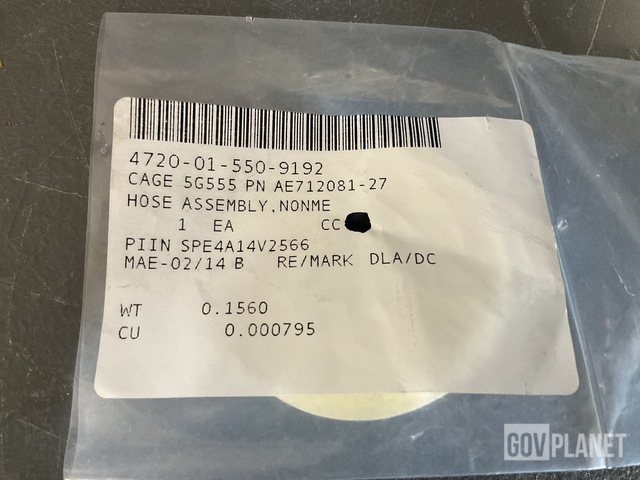 4720-01-550-9192
CAGE 5G555 PN AE712081-27
HOSE ASSEMBLY,NONME
1 EA CC
PIIN SPE4A14V2566
MAE-02/14 B RE/MARK DLA/DC
WT 0.1560
CU 0.000795
GOVPLANET